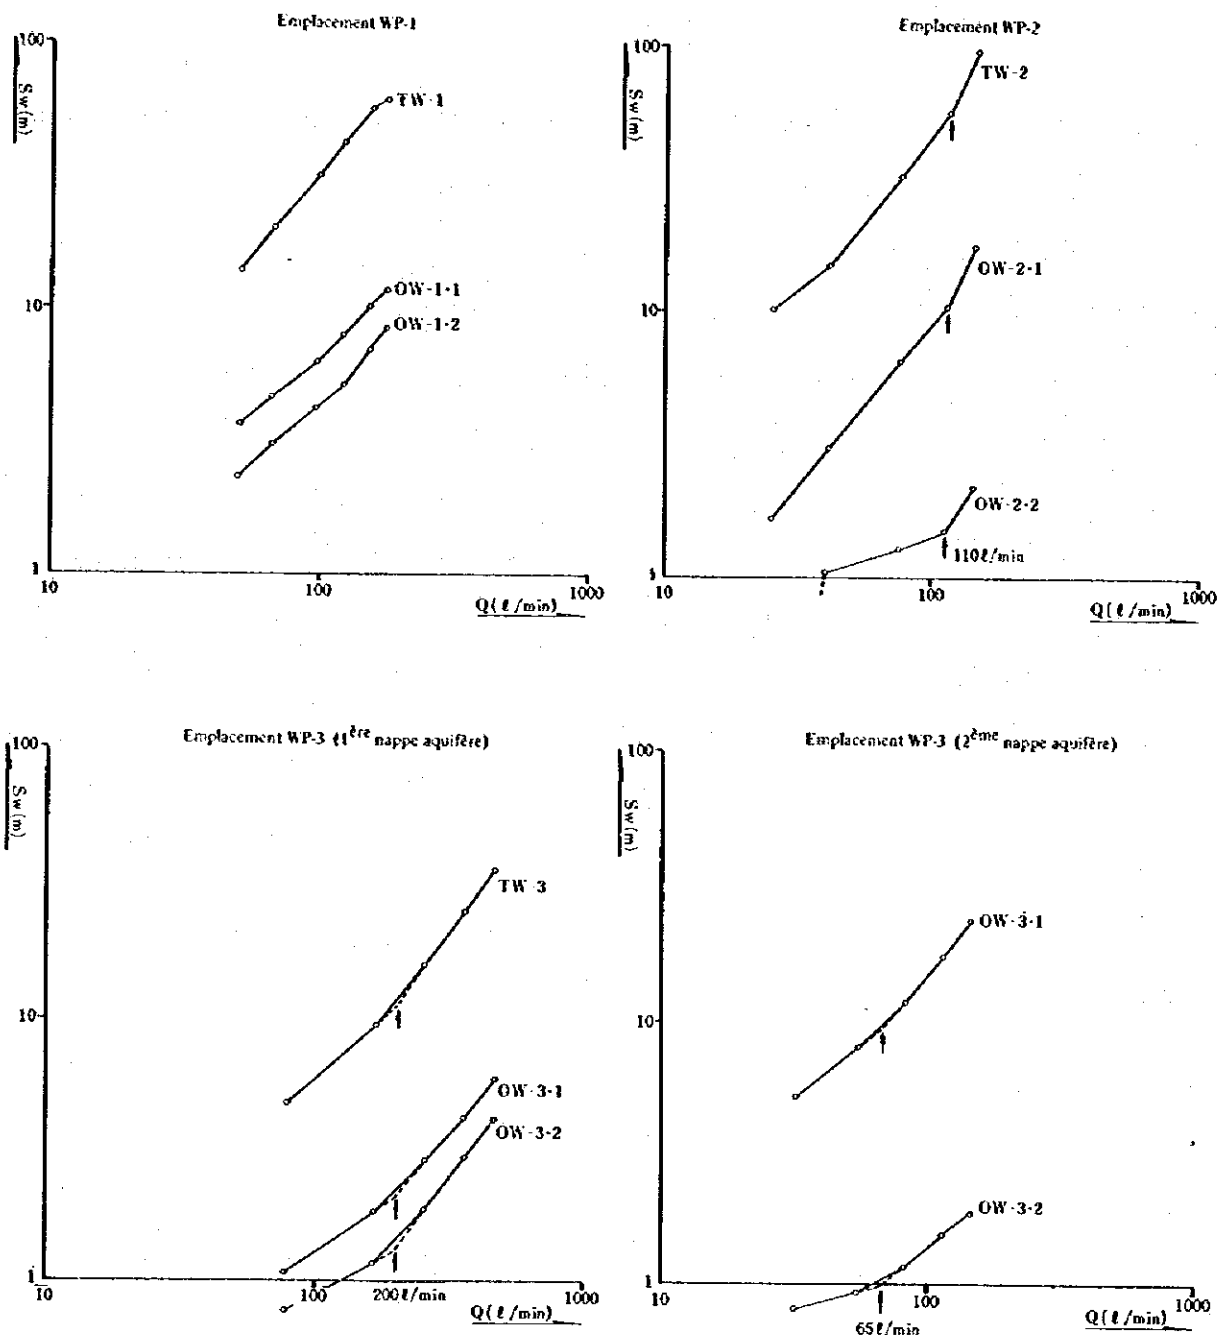 Emplacement WP-1
100
Sw(m)
TW-1
10
OW-1-1
OW-1-2
1
10
100
1000
Q(ℓ/min)
Emplacement WP-2
100
Sw(m)
TW-2
10
OW-2-1
OW-2-2
110ℓ/min
1
10
100
1000
Q(ℓ/min)
Emplacement WP-3 (1ère nappe aquifère)
100
Sw(m)
TW-3
10
OW-3-1
OW-3-2
1
10
100
200ℓ/min
1000
Q(ℓ/min)
Emplacement WP-3 (2ème nappe aquifère)
100
Sw(m)
OW-3-1
10
OW-3-2
1
10
100
1000
65ℓ/min
Q(ℓ/min)